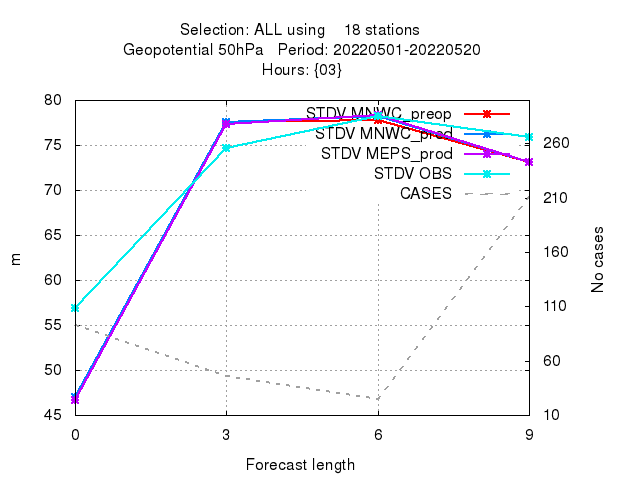 Selection: ALL using    18 stations
Geopotential 50hPa   Period: 20220501-20220520
Hours: {03}
STDV MNWC_preop
STDV MNWC_prod
STDV MEPS_prod
STDV OBS
CASES
80
75
70
65
60
55
50
45
260
210
160
110
60
10
m
No cases
0 3 6 9
Forecast length